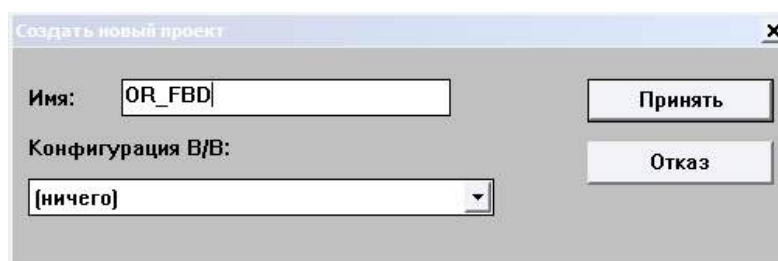 Создать новый проект
Имя: OR_FBD Принять
Конфигурация В/В:
Отказ
(ничего)